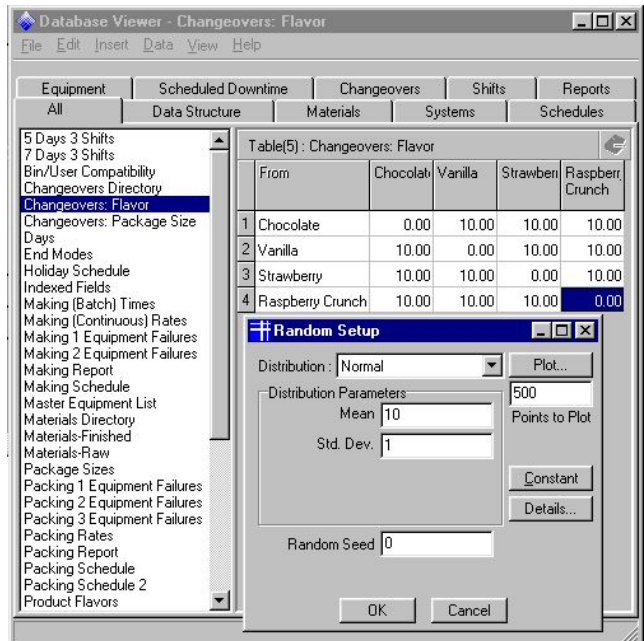 Database Viewer - Changeovers: Flavor
File Edit Insert Data View Help
Equipment Scheduled Downtime Changeovers Shifts Reports
All Data Structure Materials Systems Schedules
5 Days 3 Shifts
7 Days 3 Shifts
Bin/User Compatibility
Changeovers Directory
Changeovers: Flavor
Changeovers: Package Size
Days
End Modes
Holiday Schedule
Indexed Fields
Making (Batch) Times
Making (Continuous) Rates
Making 1 Equipment Failures
Making 2 Equipment Failures
Making Report
Making Schedule
Master Equipment List
Materials Directory
Materials-Finished
Materials-Raw
Package Sizes
Packing 1 Equipment Failures
Packing 2 Equipment Failures
Packing 3 Equipment Failures
Packing Rates
Packing Report
Packing Schedule
Packing Schedule 2
Product Flavors
Table(5) : Changeovers: Flavor
From Chocolat Vanilla Strawberr Raspberr
Crunch
1 Chocolate 0.00 10.00 10.00 10.00
2 Vanilla 10.00 0.00 10.00 10.00
3 Strawberry 10.00 10.00 0.00 10.00
4 Raspberry Crunch 10.00 10.00 10.00 0.00
Random Setup
Distribution : Normal Plot...
Distribution Parameters 500
Mean 10 Points to Plot
Std. Dev. 1
Constant
Details...
Random Seed 0
OK Cancel